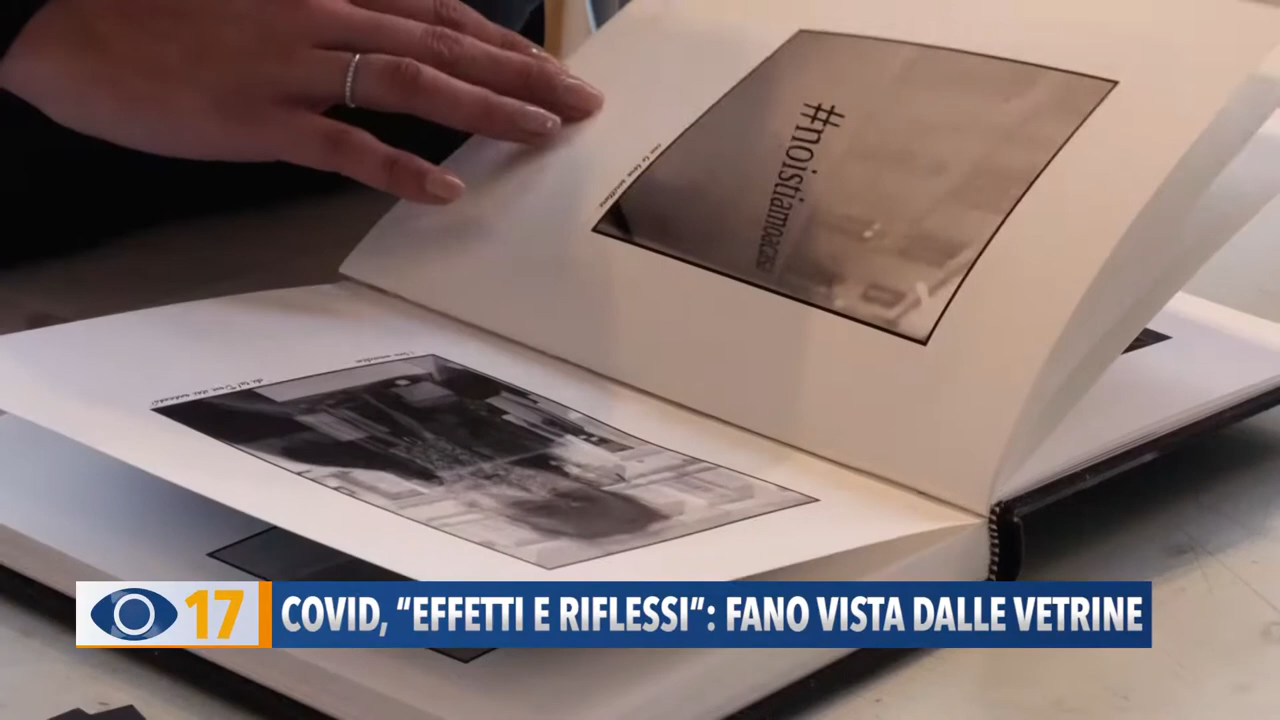 #noistiamoacasa
17
COVID, “EFFETTI E RIFLESSI”: FANO VISTA DALLE VETRINE